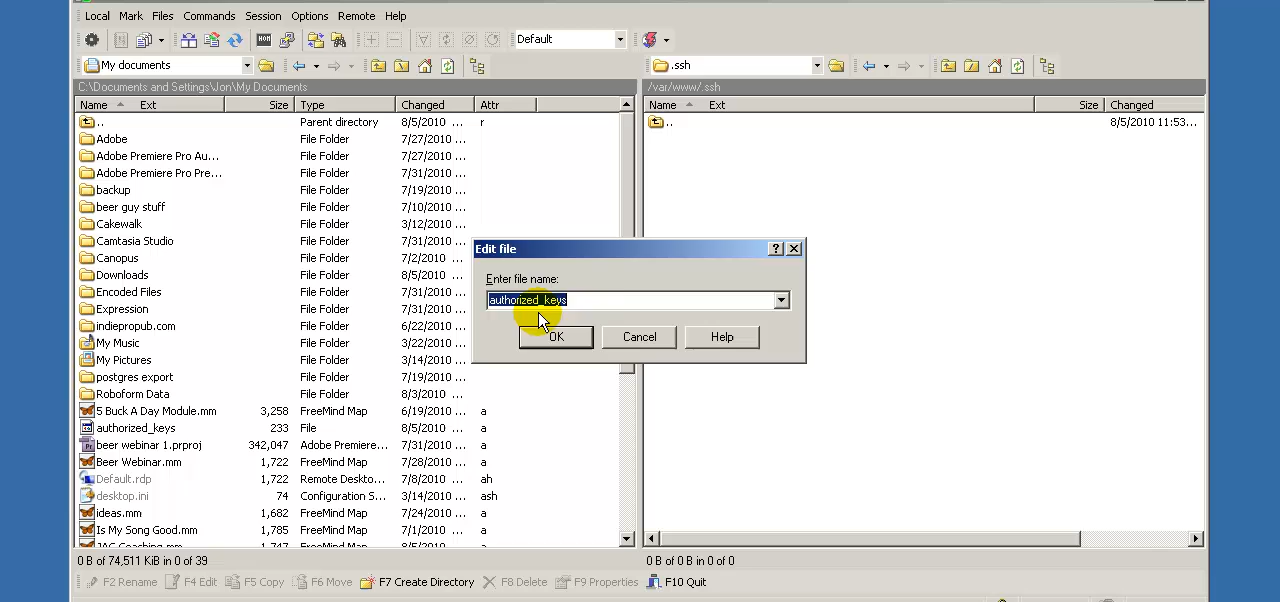 Local Mark Files Commands Session Options Remote Help
Default
My documents
.ssh
C:\Documents and Settings\Jon\My Documents
/var/www/.ssh
Name Ext Size Type Changed Attr
Name Ext Size Changed
.. Parent directory 8/5/2010 ... r
.. 8/5/2010 11:53...
Adobe File Folder 7/27/2010 ...
Adobe Premiere Pro Au... File Folder 7/27/2010 ...
Adobe Premiere Pro Pre... File Folder 7/31/2010 ...
backup File Folder 7/19/2010 ...
beer guy stuff File Folder 7/10/2010 ...
Cakewalk File Folder 3/12/2010 ...
Camtasia Studio File Folder 7/31/2010 ...
Canopus File Folder 7/2/2010 ...
Downloads File Folder 8/5/2010 ...
Encoded Files File Folder 7/31/2010 ...
Expression File Folder 7/31/2010 ...
indiepropub.com File Folder 6/22/2010 ...
My Music File Folder 3/22/2010 ...
My Pictures File Folder 3/14/2010 ...
postgres export File Folder 7/19/2010 ...
Roboform Data File Folder 8/3/2010 ...
5 Buck A Day Module.mm 3,258 FreeMind Map 6/19/2010 ... a
authorized_keys 233 File 8/5/2010 ... a
beer webinar 1.prproj 342,047 Adobe Premiere... 7/31/2010 ... a
Beer Webinar.mm 1,722 FreeMind Map 7/28/2010 ... a
Default.rdp 1,722 Remote Deskto... 7/8/2010 ... ah
desktop.ini 74 Configuration S... 3/14/2010 ... ash
ideas.mm 1,682 FreeMind Map 7/24/2010 ... a
Is My Song Good.mm 1,785 FreeMind Map 7/1/2010 ... a
JAC Coaching.mm 1,747 FreeMind Map 8/5/2010 ... a
Edit file
Enter file name:
authorized_keys
OK Cancel Help
0 B of 74,511 KiB in 0 of 39
0 B of 0 B in 0 of 0
F2 Rename F4 Edit F5 Copy F6 Move F7 Create Directory F8 Delete F9 Properties F10 Quit